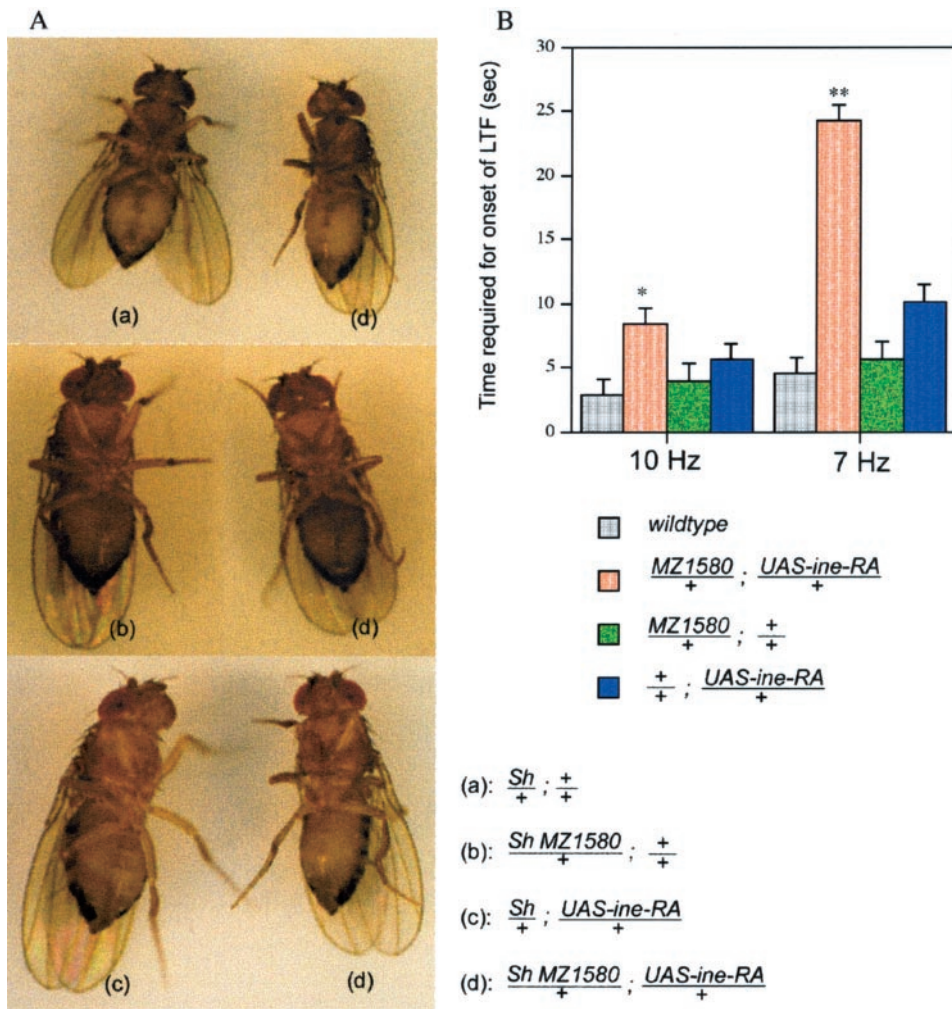 A
(a)
(d)
(b)
(d)
(c)
(d)
B
Time required for onset of LTF (sec)
30
25
20
15
10
5
0
*
**
10 Hz
7 Hz
wildtype
MZ1580/+ ; UAS-ine-RA/+
MZ1580/+ ; +/+
+/+ ; UAS-ine-RA/+
(a): Sh/+ ; +/+
(b): Sh MZ1580/+ ; +/+
(c): Sh/+ ; UAS-ine-RA/+
(d): Sh MZ1580/+ ; UAS-ine-RA/+